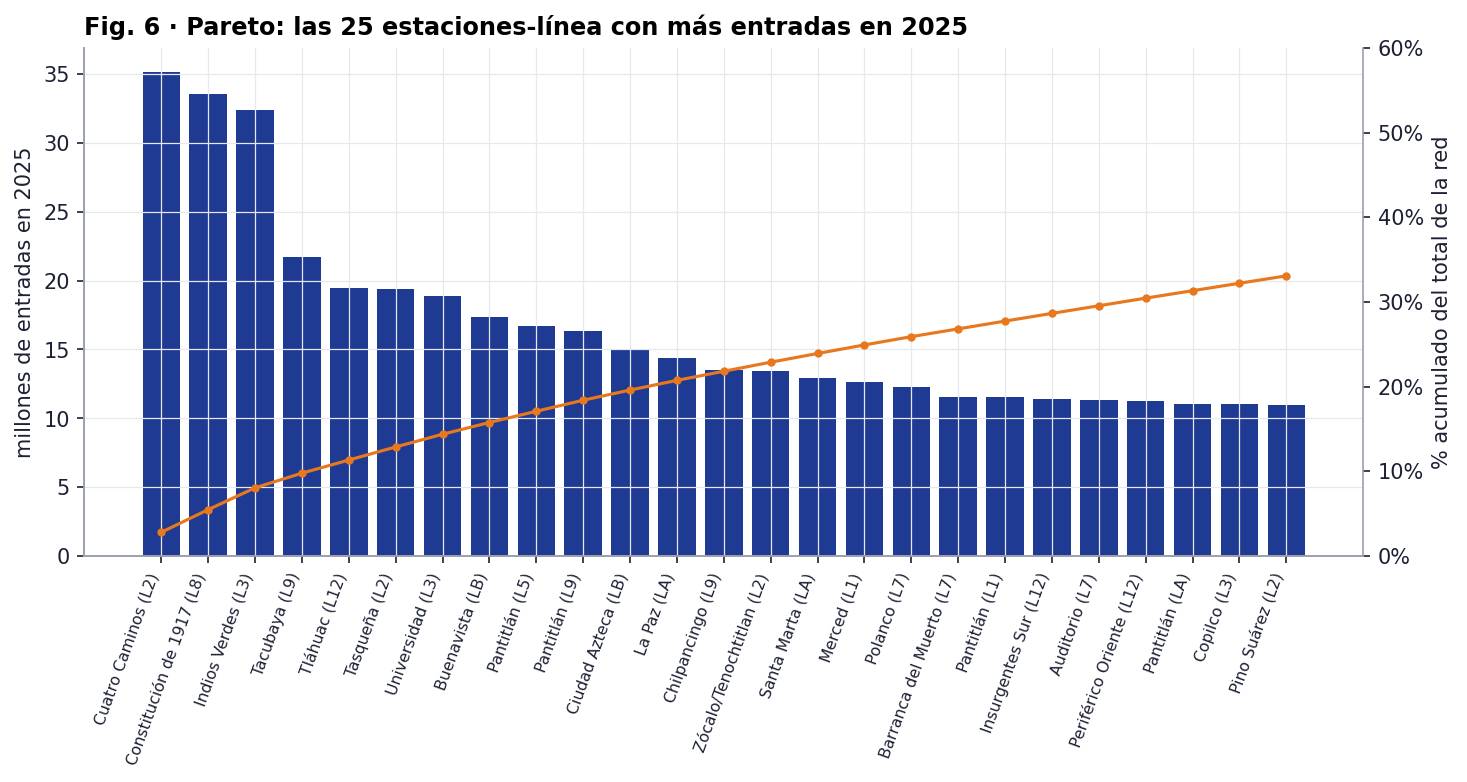 Fig. 6 · Pareto: las 25 estaciones-línea con más entradas en 2025
millones de entradas en 2025
35
30
25
20
15
10
5
0
60%
50%
40%
30%
20%
10%
0%
% acumulado del total de la red
Cuatro Caminos (L2)
Constitución de 1917 (L8)
Indios Verdes (L3)
Tacubaya (L9)
Tláhuac (L12)
Tasqueña (L2)
Universidad (L3)
Buenavista (LB)
Pantitlán (L5)
Pantitlán (L9)
Ciudad Azteca (LB)
La Paz (LA)
Chilpancingo (L9)
Zócalo/Tenochtitlan (L2)
Santa Marta (LA)
Merced (L1)
Polanco (L7)
Barranca del Muerto (L7)
Pantitlán (L1)
Insurgentes Sur (L12)
Auditorio (L7)
Periférico Oriente (L12)
Pantitlán (LA)
Copilco (L3)
Pino Suárez (L2)